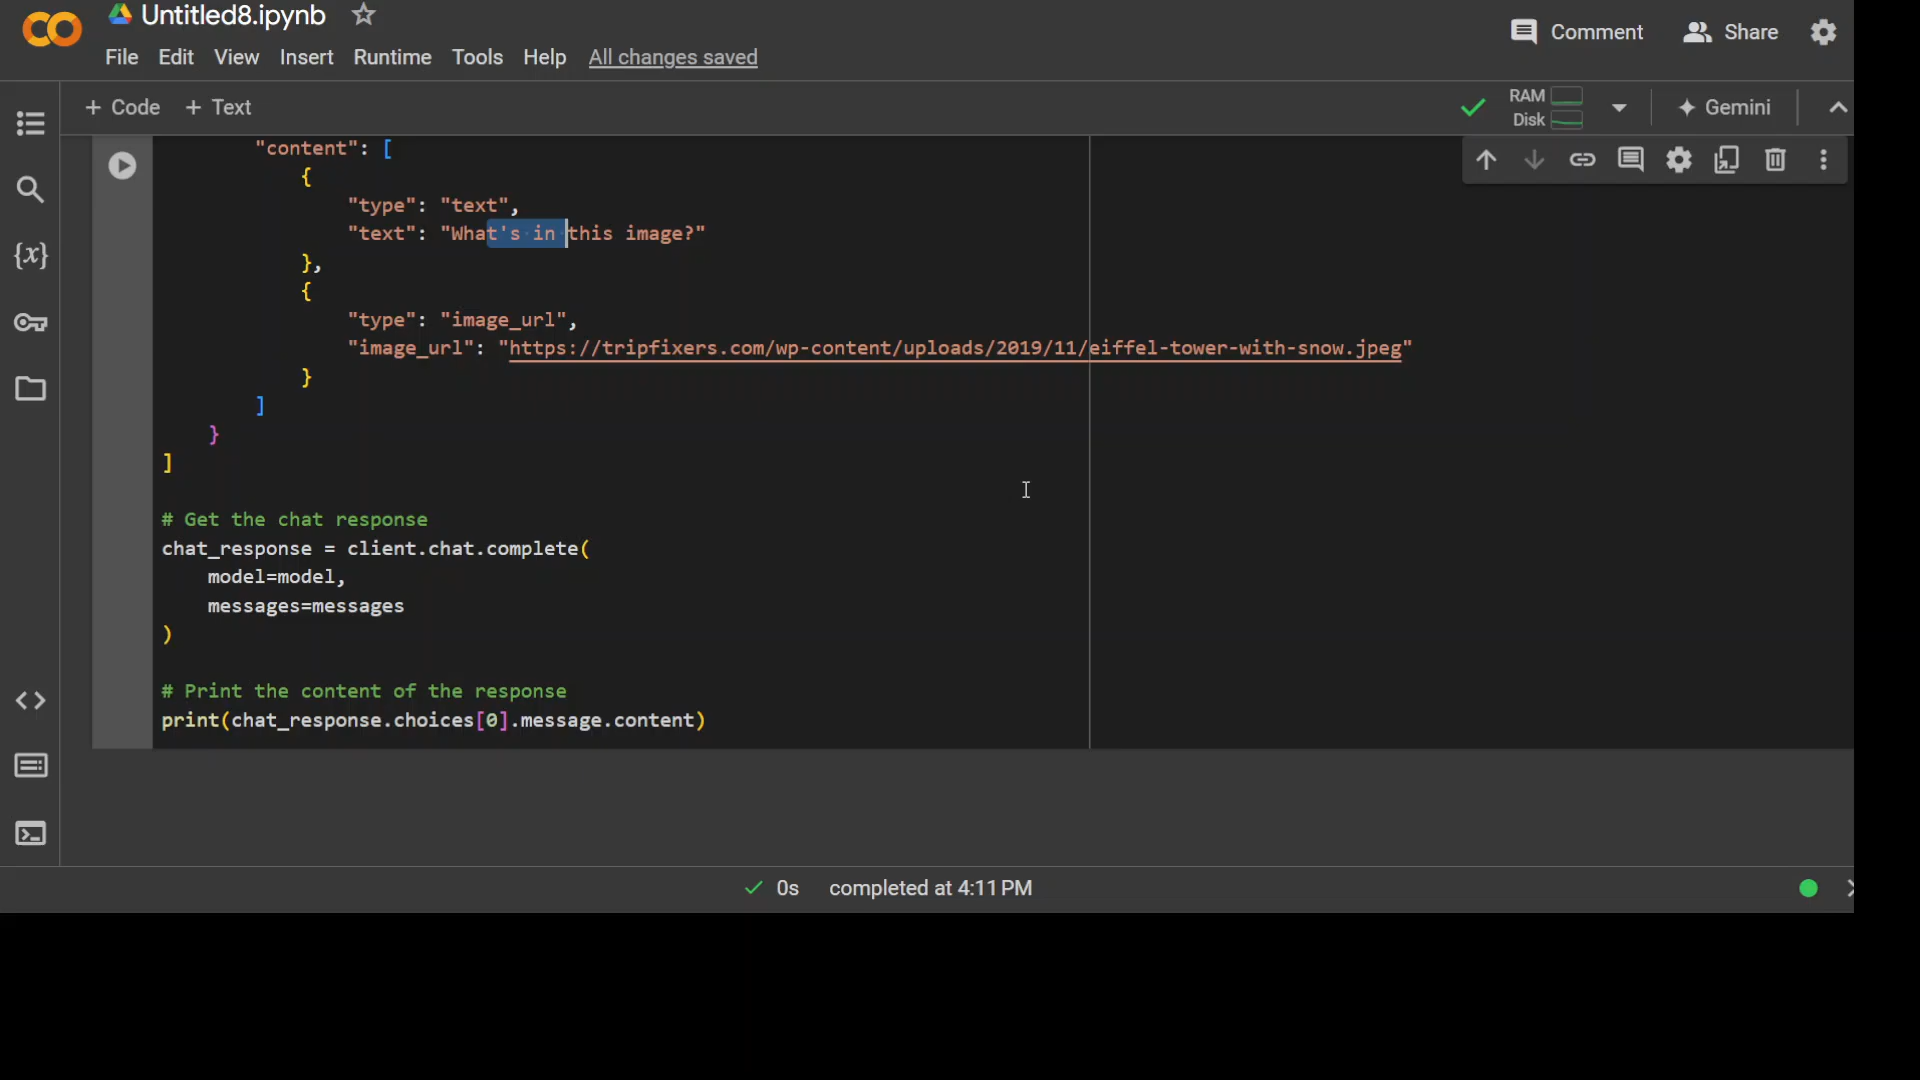 Untitled8.ipynb
Comment
Share
File Edit View Insert Runtime Tools Help All changes saved
+ Code + Text
RAM
Disk
Gemini
"content": [
{
"type": "text",
"text": "What's in this image?"
},
{
"type": "image_url",
"image_url": "https://tripfixers.com/wp-content/uploads/2019/11/eiffel-tower-with-snow.jpeg"
}
]
}
]
# Get the chat response
chat_response = client.chat.complete(
model=model,
messages=messages
)
# Print the content of the response
print(chat_response.choices[0].message.content)
0s completed at 4:11 PM